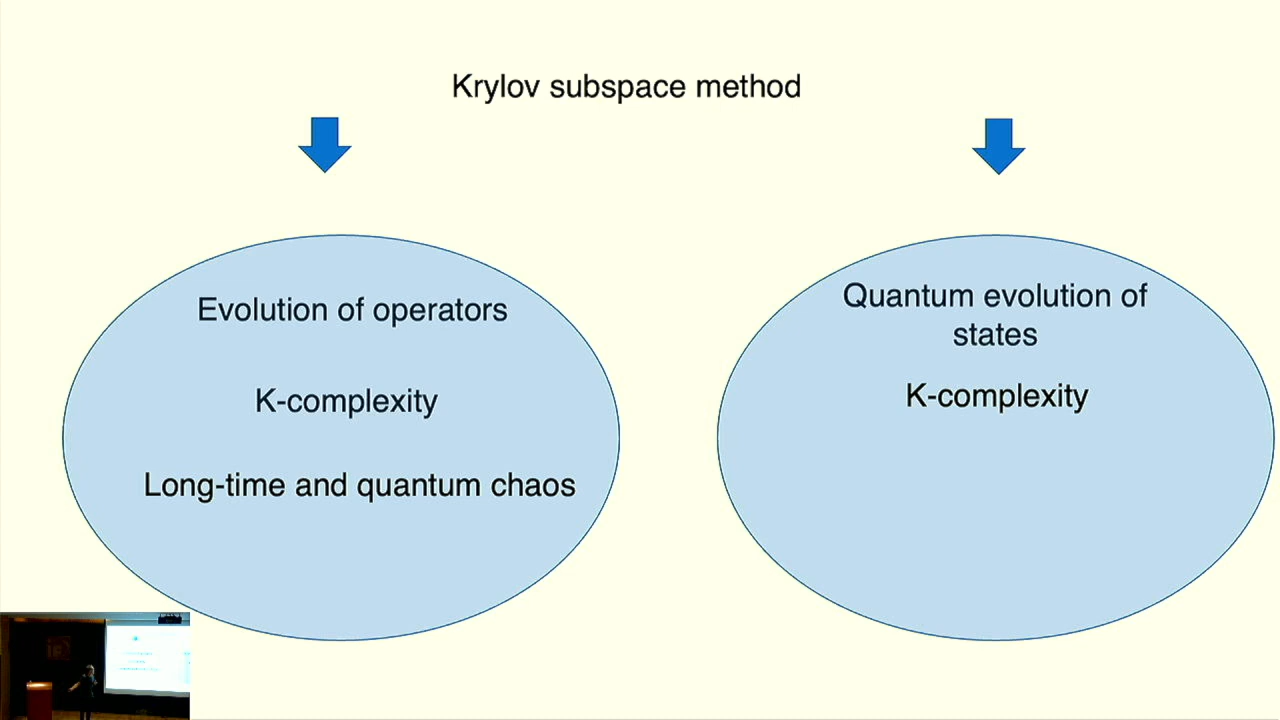 Krylov subspace method
Evolution of operators
K-complexity
Long-time and quantum chaos
Quantum evolution of
states
K-complexity